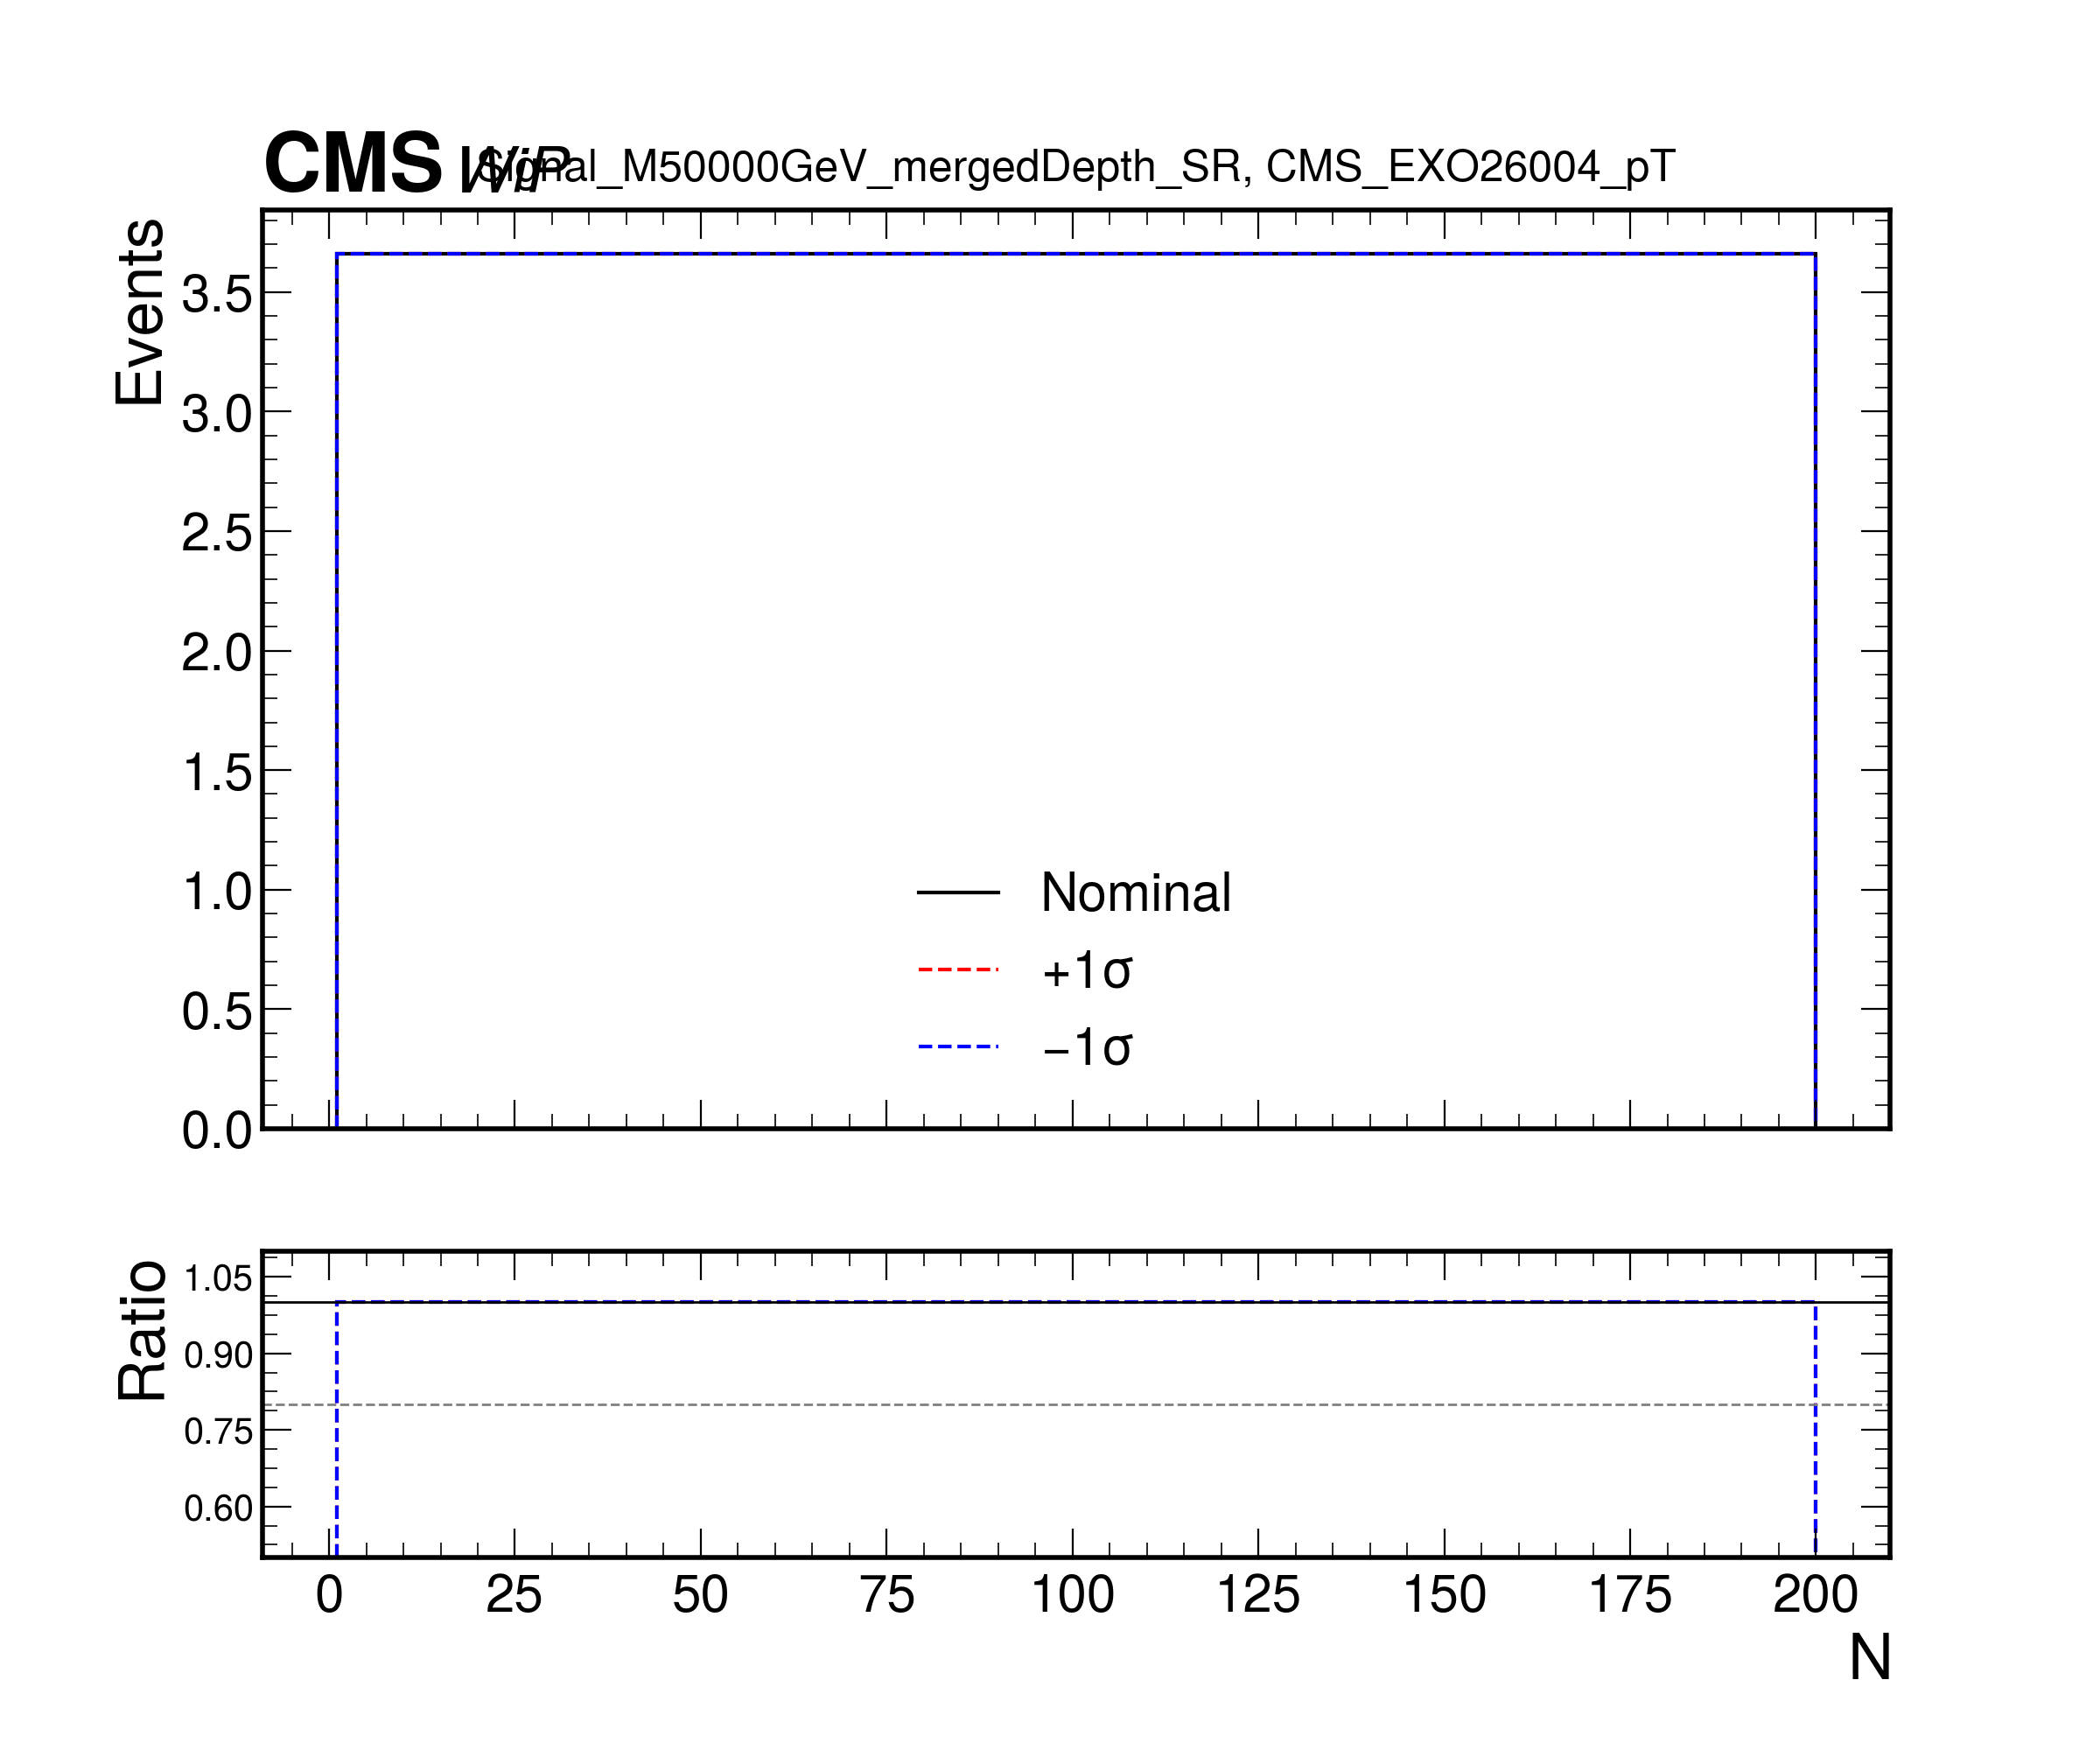 CMS WiP Signal_M50000GeV_mergedDepth_SR, CMS_EXO26004_pT
Events
3.5
3.0
2.5
2.0
1.5
1.0
0.5
0.0
Nominal
+1σ
−1σ
Ratio
1.05
0.90
0.75
0.60
0 25 50 75 100 125 150 175 200
N